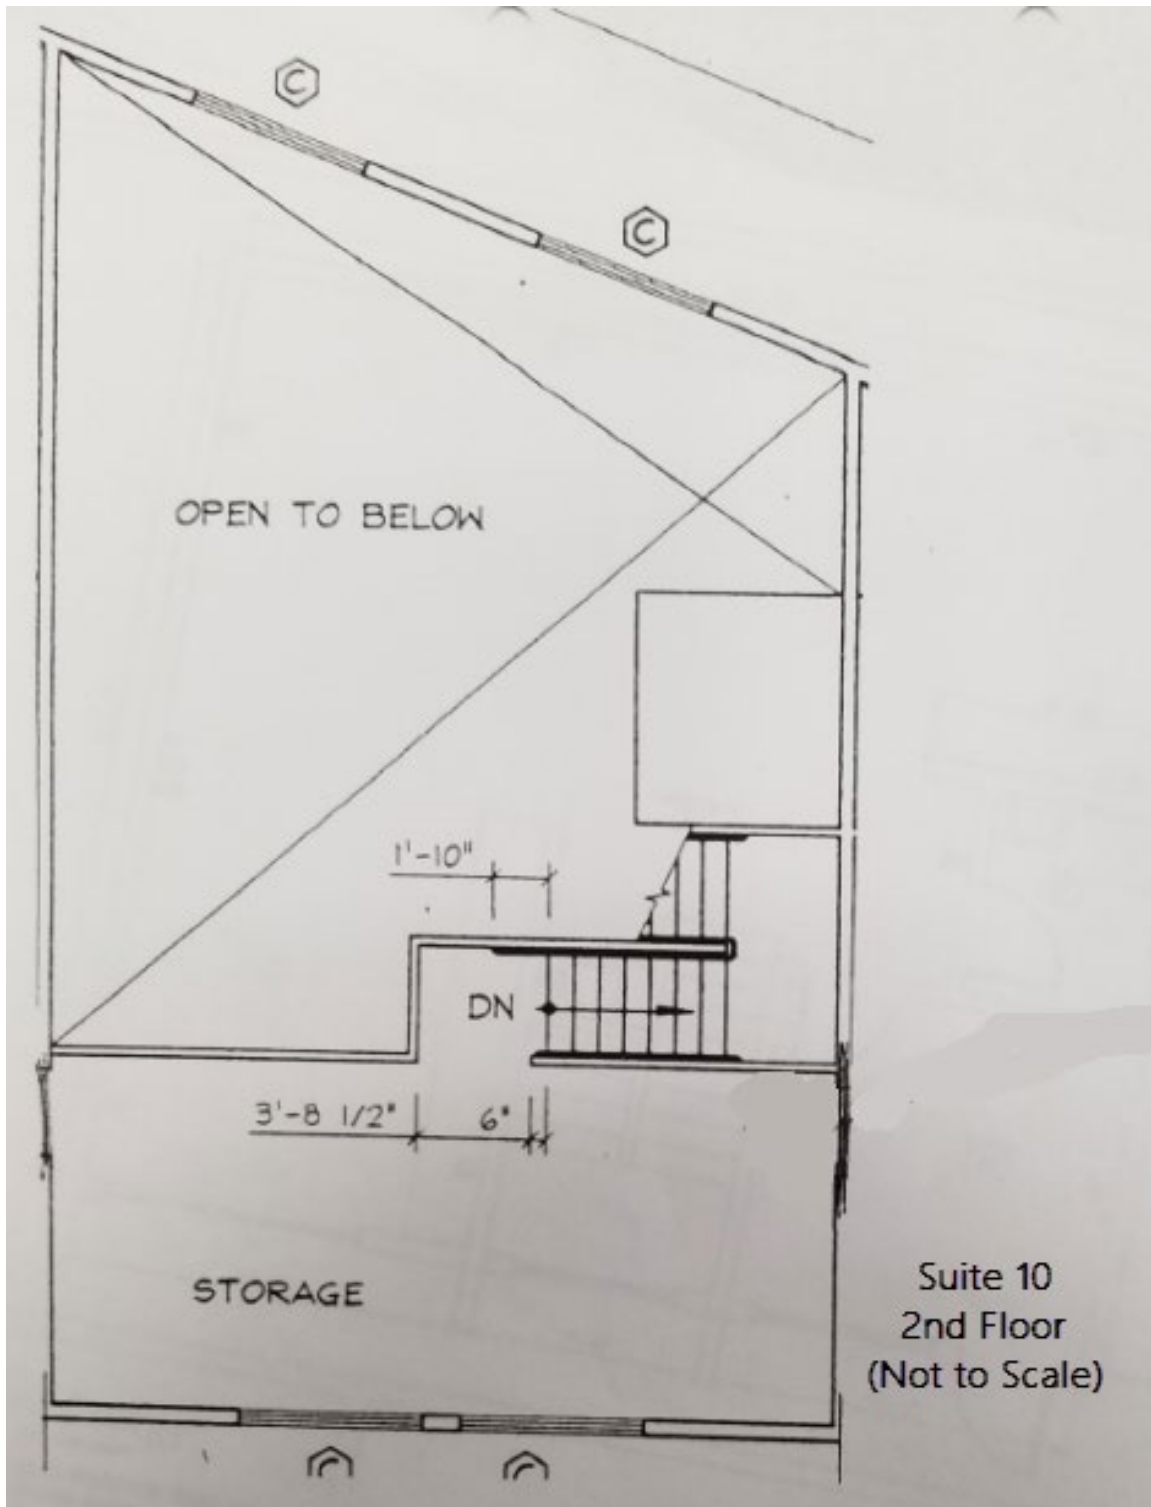 C
C
OPEN TO BELOW
1'-10"
DN
3'-8 1/2" 6"
STORAGE
Suite 10
2nd Floor
(Not to Scale)